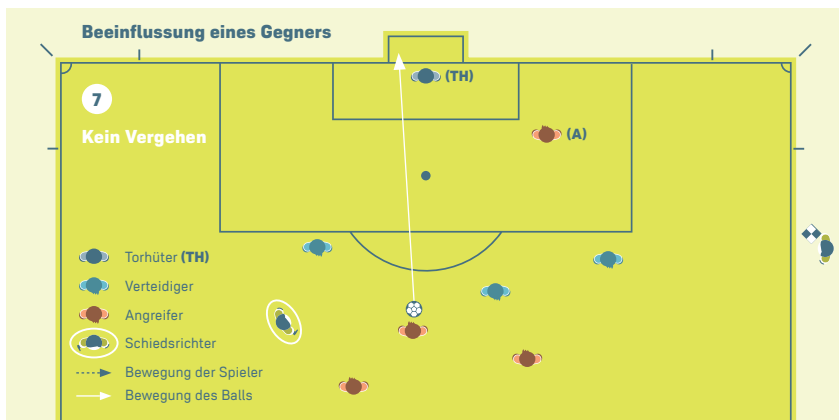 Beeinflussung eines Gegners
(TH)
7
(A)
Kein Vergehen
Torhüter (TH)
Verteidiger
Angreifer
Schiedsrichter
Bewegung der Spieler
Bewegung des Balls